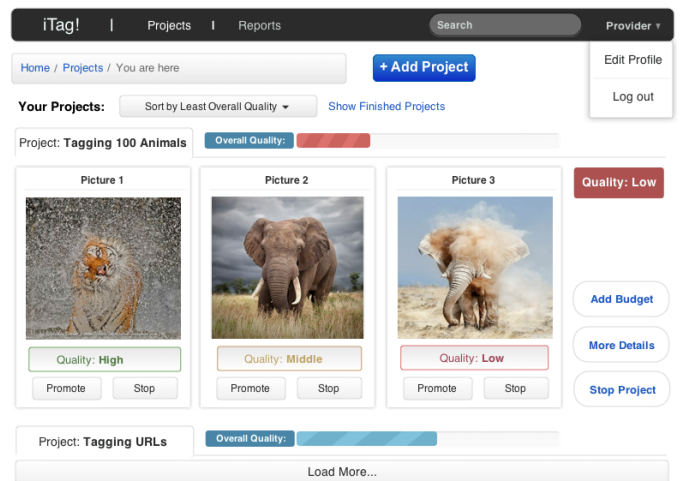 iTag! | Projects | Reports Search Provider ▾
Edit Profile
Log out
Home / Projects / You are here
+ Add Project
Your Projects: Sort by Least Overall Quality ▾ Show Finished Projects
Project: Tagging 100 Animals Overall Quality:
Picture 1 Picture 2 Picture 3
Quality: Low
Add Budget
More Details
Quality: High Quality: Middle Quality: Low
Promote Stop Promote Stop Promote Stop
Stop Project
Project: Tagging URLs Overall Quality:
Load More...